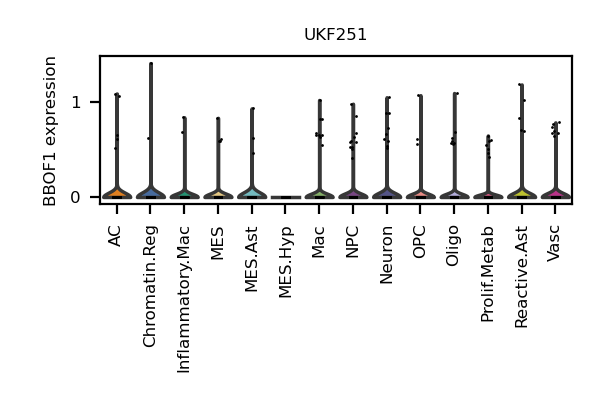 UKF251
BBOF1 expression
1
0
AC
Chromatin.Reg
Inflammatory.Mac
MES
MES.Ast
MES.Hyp
Mac
NPC
Neuron
OPC
Oligo
Prolif.Metab
Reactive.Ast
Vasc